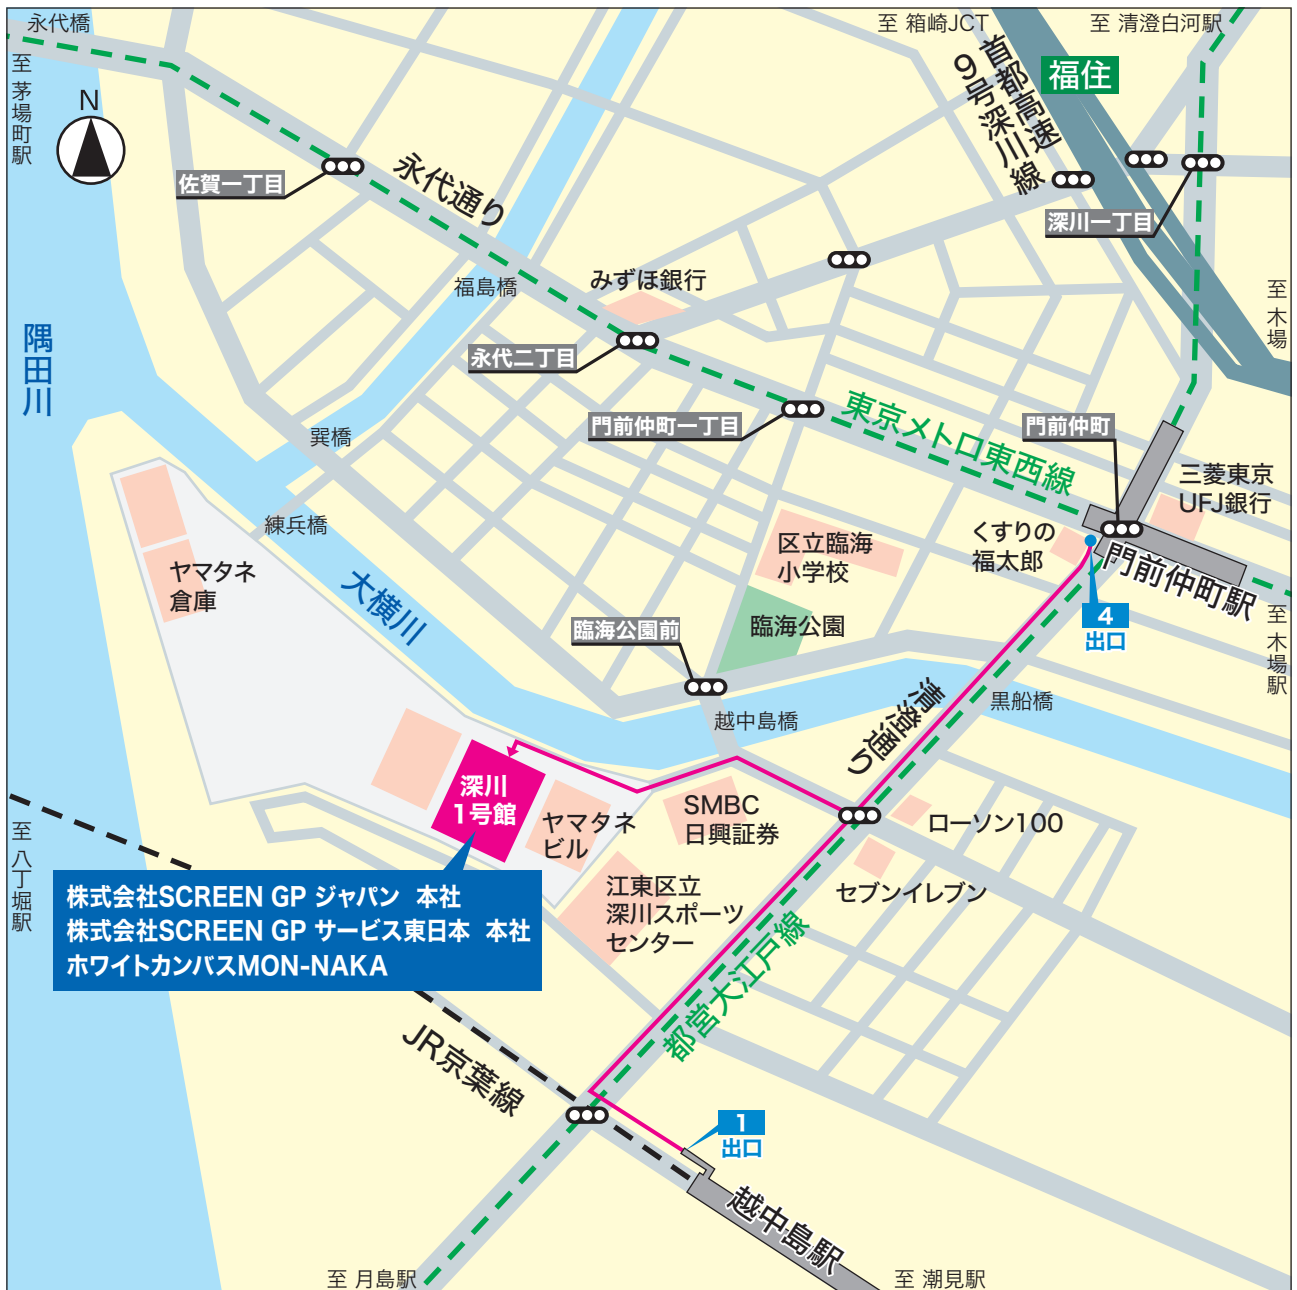 永代橋
至 箱崎JCT
至 清澄白河駅
至 茅場町駅
N
首都高速
9号深川線
福住
佐賀一丁目
永代通り
深川一丁目
福島橋
みずほ銀行
至 木場
隅田川
永代二丁目
門前仲町一丁目
東京メトロ東西線
門前仲町
巽橋
三菱東京
UFJ銀行
練兵橋
区立臨海
小学校
くすりの
福太郎
門前仲町駅
ヤマタネ
倉庫
大横川
4
出口
至 木場駅
臨海公園前
臨海公園
清澄通り
黒船橋
越中島橋
深川
1号館
ヤマタネ
ビル
SMBC
日興証券
ローソン100
至 八丁堀駅
セブンイレブン
株式会社SCREEN GP ジャパン 本社
株式会社SCREEN GP サービス東日本 本社
ホワイトカンバスMON-NAKA
江東区立
深川スポーツ
センター
都営大江戸線
JR京葉線
1
出口
越中島駅
至 月島駅
至 潮見駅